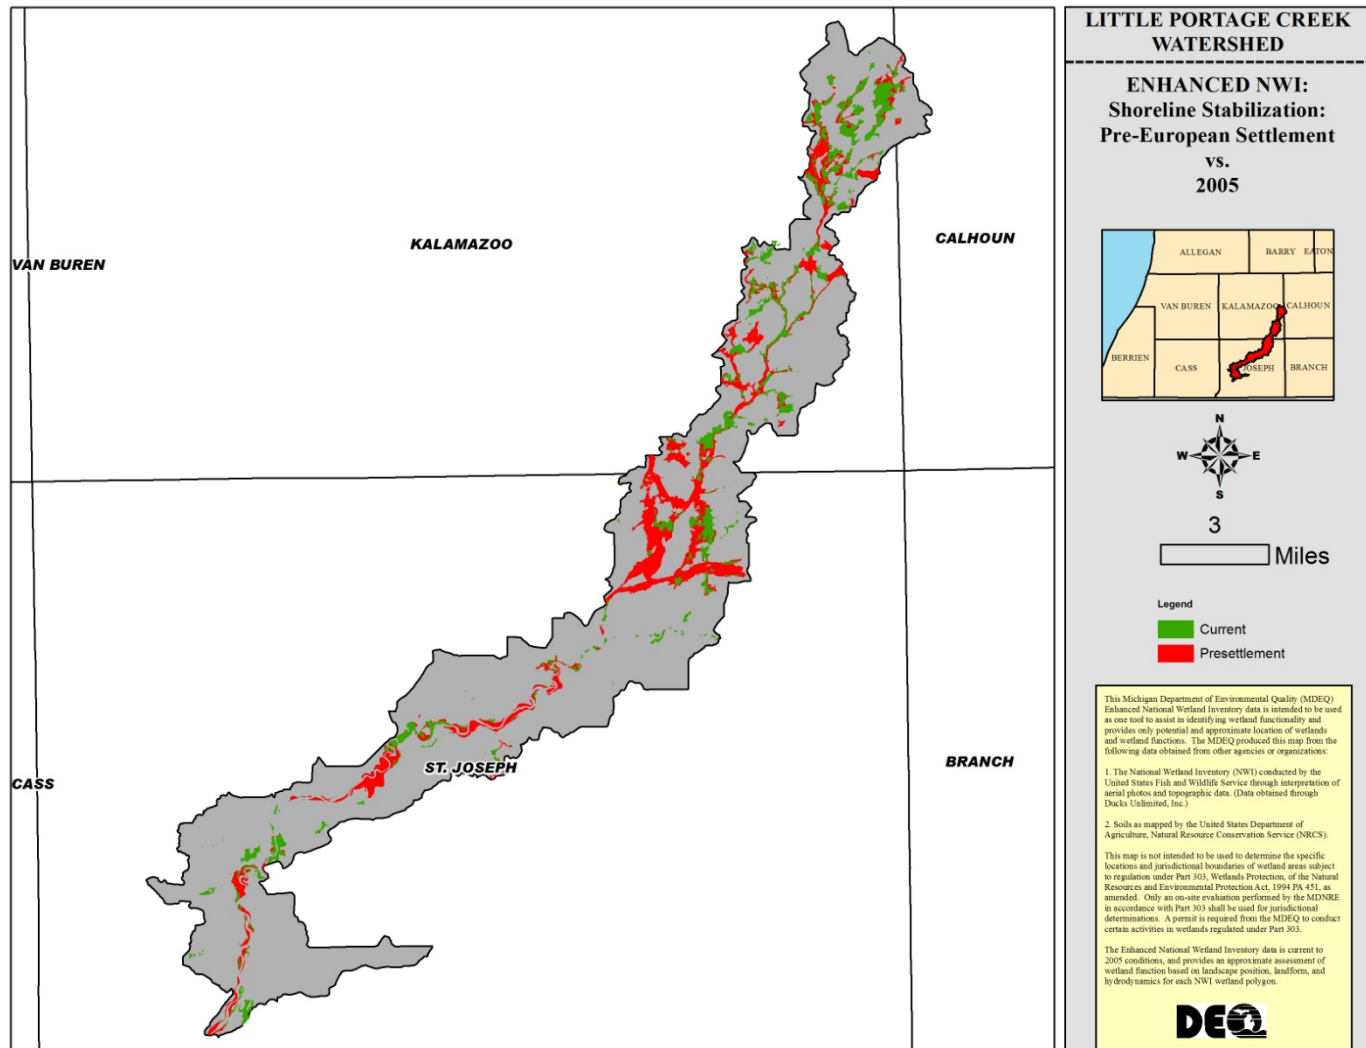 LITTLE PORTAGE CREEK
WATERSHED
ENHANCED NWI:
Shoreline Stabilization:
Pre-European Settlement
vs.
2005
KALAMAZOO
CALHOUN
VAN BUREN
ST. JOSEPH
BRANCH
CASS
ALLEGAN
BARRY
EATON
VAN BUREN
KALAMAZOO
CALHOUN
BERRIEN
CASS
JOSEPH
BRANCH
N
W
E
S
3
Miles
Legend
Current
Presettlement
This Michigan Department of Environmental Quality (MDEQ)
Enhanced National Wetland Inventory data is intended to be used
as one tool to assist in identifying wetland functionality and
provides only potential and approximate location of wetlands
and wetland functions. The MDEQ produced this map from the
following data obtained from other agencies or organizations:
1. The National Wetland Inventory (NWI) conducted by the
United States Fish and Wildlife Service through interpretation of
aerial photos and topographic data. (Data obtained through
Ducks Unlimited, Inc.)
2. Soils as mapped by the United States Department of
Agriculture, Natural Resource Conservation Service (NRCS).
This map is not intended to be used to determine the specific
locations and jurisdictional boundaries of wetland areas subject
to regulation under Part 303, Wetlands Protection, of the Natural
Resources and Environmental Protection Act, 1994 PA 451, as
amended. Only an on-site evaluation performed by the MDNRE
in accordance with Part 303 shall be used for jurisdictional
determinations. A permit is required from the MDEQ to conduct
certain activities in wetlands regulated under Part 303.
The Enhanced National Wetland Inventory data is current to
2005 conditions, and provides an approximate assessment of
wetland function based on landscape position, landform, and
hydrodynamics for each NWI wetland polygon.
DEQ